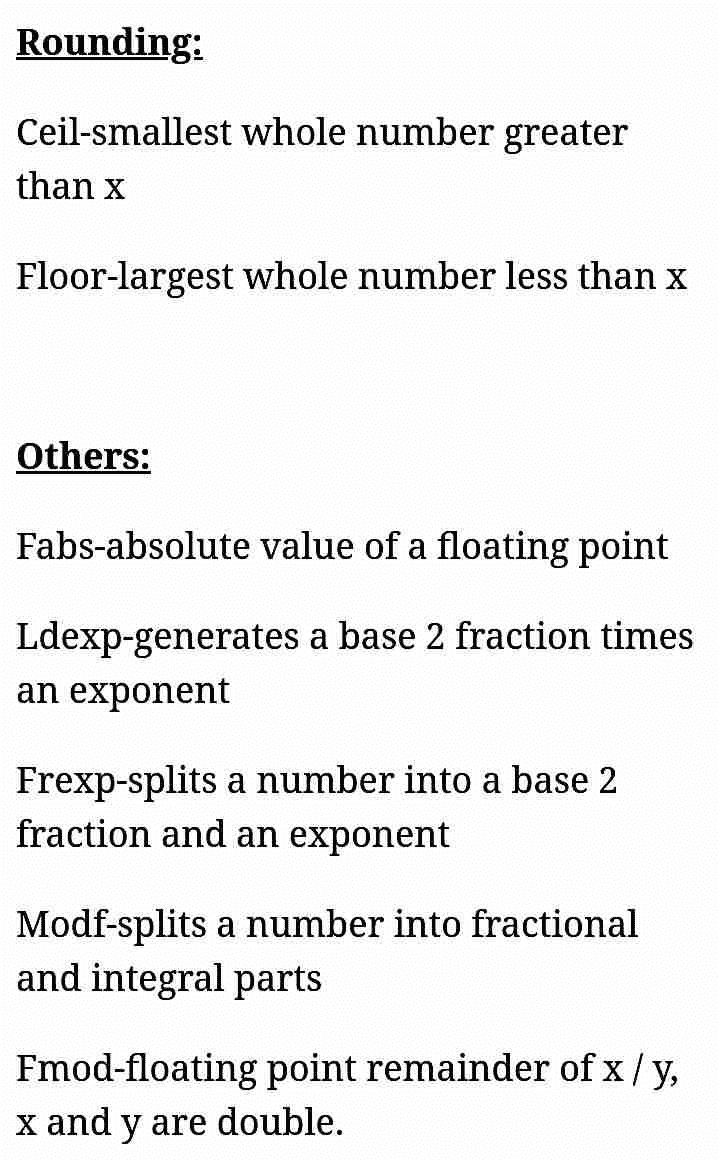 Rounding:
Ceil-smallest whole number greater
than x
Floor-largest whole number less than x
Others:
Fabs-absolute value of a floating point
Ldexp-generates a base 2 fraction times
an exponent
Frexp-splits a number into a base 2
fraction and an exponent
Modf-splits a number into fractional
and integral parts
Fmod-floating point remainder of x / y,
x and y are double.